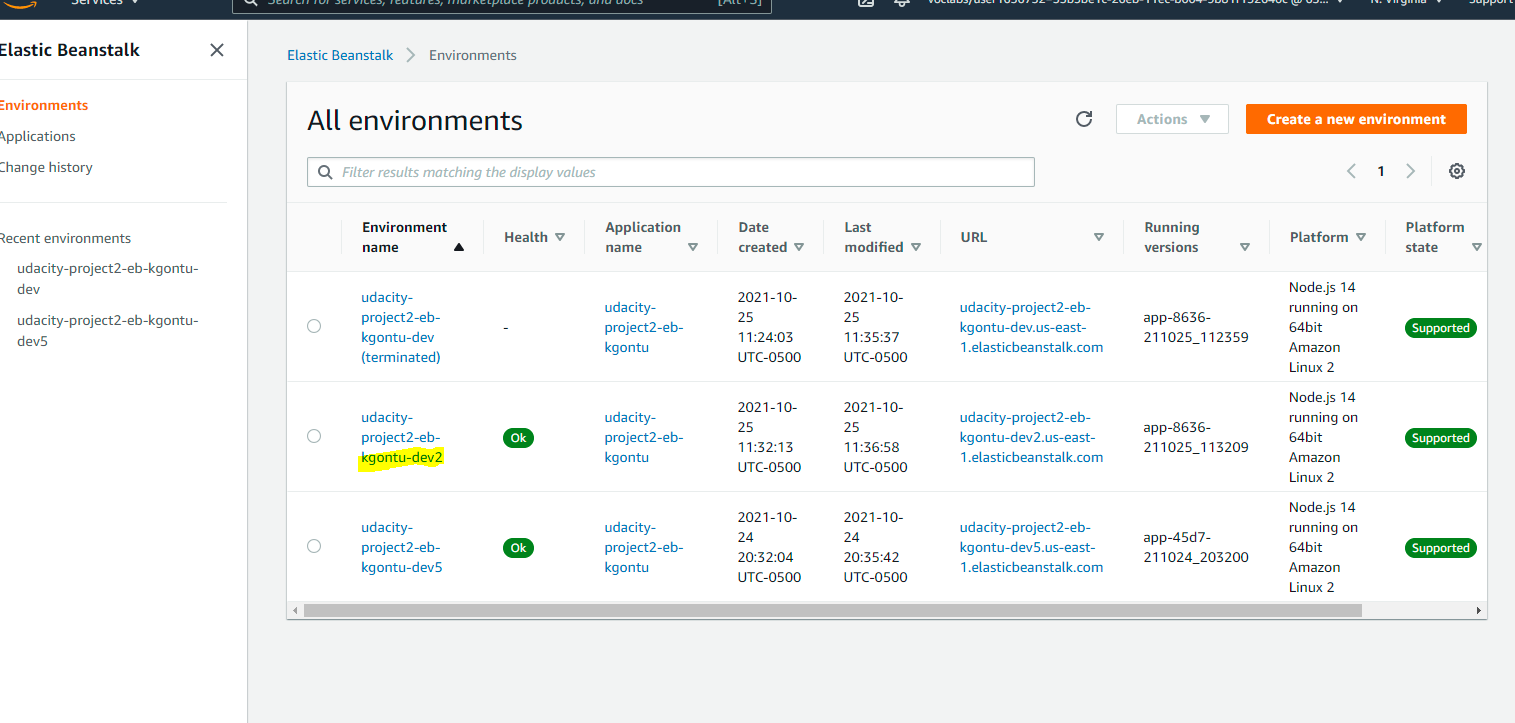 Services
Search for services, features, marketplace products, and docs
[Alt+S]
N. Virginia
Support
Elastic Beanstalk
Environments
Applications
Change history
Recent environments
udacity-project2-eb-kgontu-
dev
udacity-project2-eb-kgontu-
dev5
Elastic Beanstalk
Environments
All environments
Actions
Create a new environment
Filter results matching the display values
1
Environment
name
Health
Application
name
Date
created
Last
modified
URL
Running
versions
Platform
Platform
state
udacity-
project2-eb-
kgontu-dev
(terminated)
-
udacity-
project2-eb-
kgontu
2021-10-
25
11:24:03
UTC-0500
2021-10-
25
11:35:37
UTC-0500
udacity-project2-eb-
kgontu-dev.us-east-
1.elasticbeanstalk.com
app-8636-
211025_112359
Node.js 14
running on
64bit
Amazon
Linux 2
Supported
udacity-
project2-eb-
kgontu-dev2
Ok
udacity-
project2-eb-
kgontu
2021-10-
25
11:32:13
UTC-0500
2021-10-
25
11:36:58
UTC-0500
udacity-project2-eb-
kgontu-dev2.us-east-
1.elasticbeanstalk.com
app-8636-
211025_113209
Node.js 14
running on
64bit
Amazon
Linux 2
Supported
udacity-
project2-eb-
kgontu-dev5
Ok
udacity-
project2-eb-
kgontu
2021-10-
24
20:32:04
UTC-0500
2021-10-
24
20:35:42
UTC-0500
udacity-project2-eb-
kgontu-dev5.us-east-
1.elasticbeanstalk.com
app-45d7-
211024_203200
Node.js 14
running on
64bit
Amazon
Linux 2
Supported